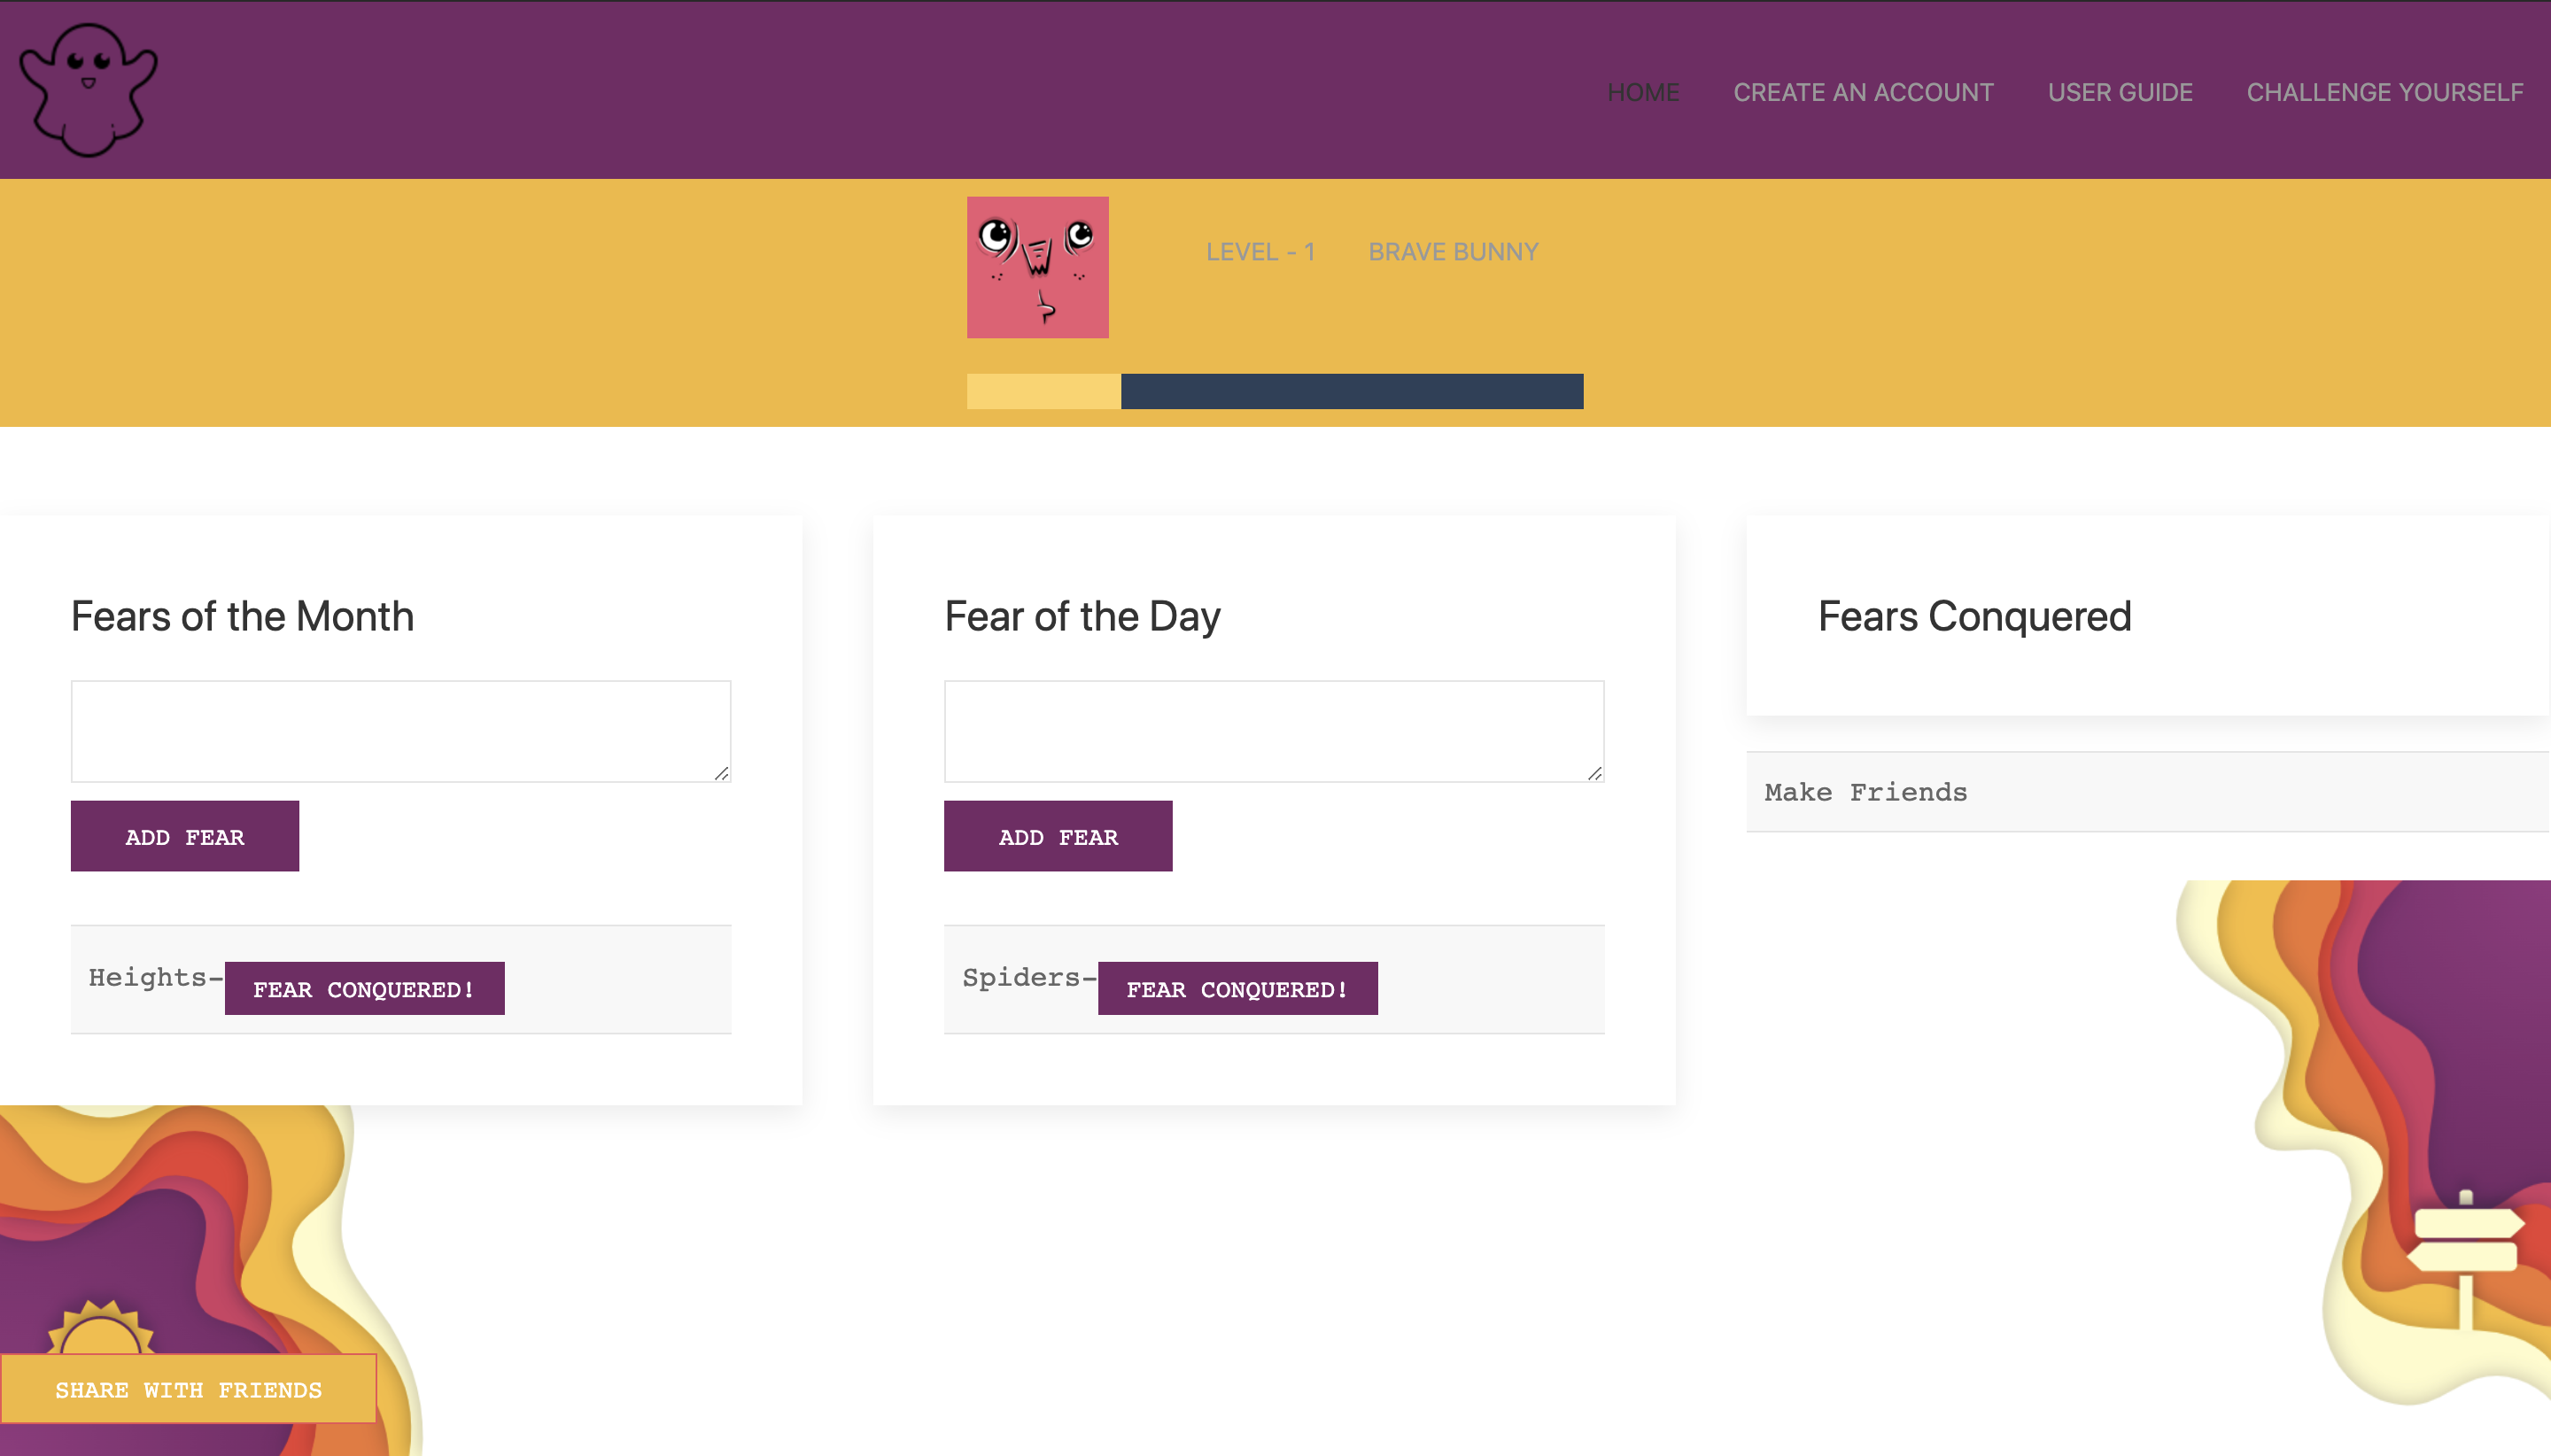 HOME CREATE AN ACCOUNT USER GUIDE CHALLENGE YOURSELF
LEVEL - 1 BRAVE BUNNY
Fears of the Month
ADD FEAR
Heights- FEAR CONQUERED!
Fear of the Day
ADD FEAR
Spiders- FEAR CONQUERED!
Fears Conquered
Make Friends
SHARE WITH FRIENDS